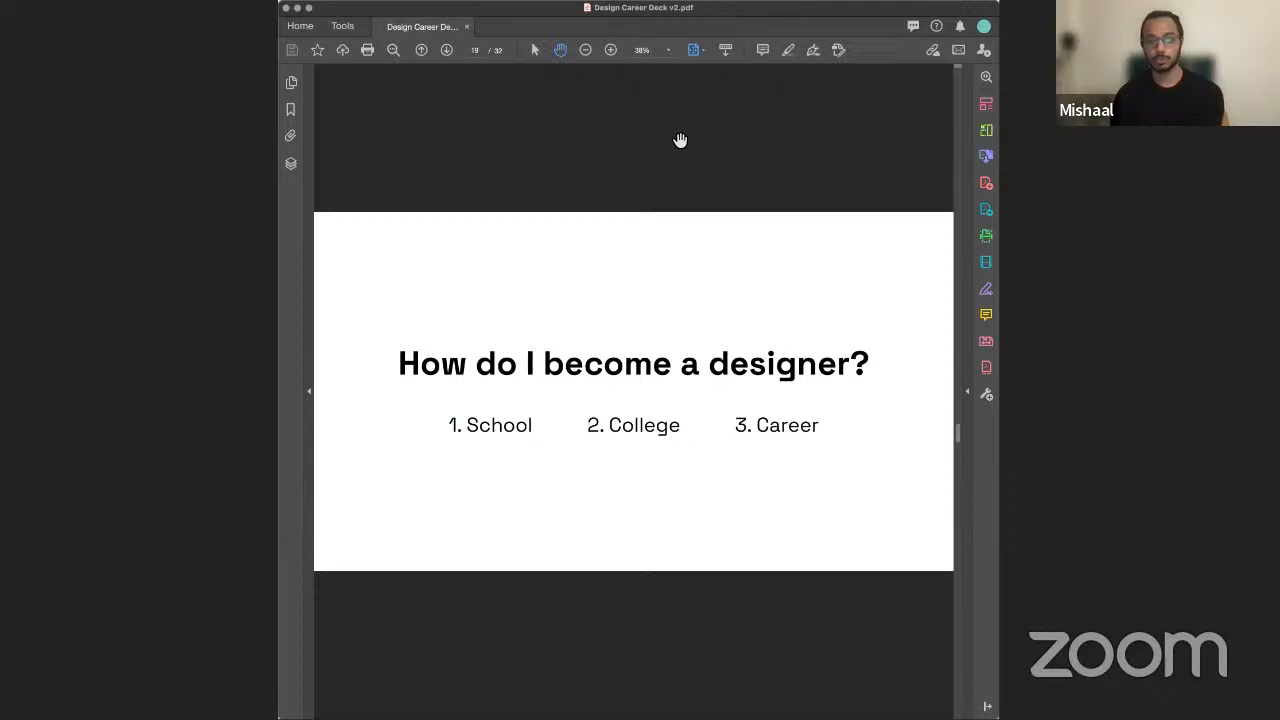 Design Career Deck v2.pdf
Home Tools Design Career De... ×
19 / 32 38%
Mishaal
How do I become a designer?
1. School 2. College 3. Career
zoom